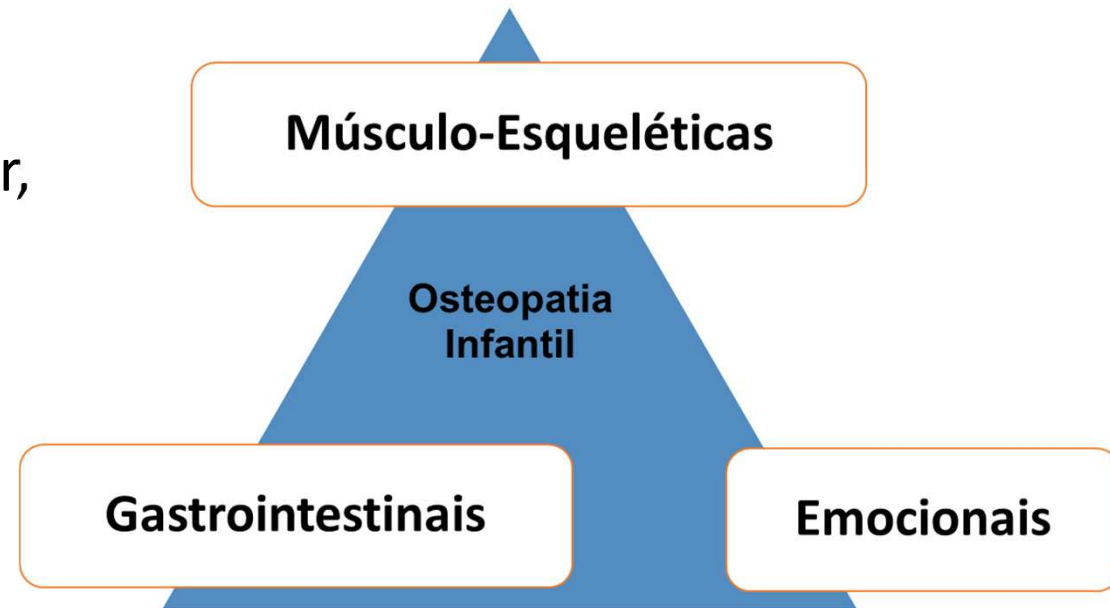 Músculo-Esqueléticas
r,
Osteopatia
Infantil
Gastrointestinais
Emocionais